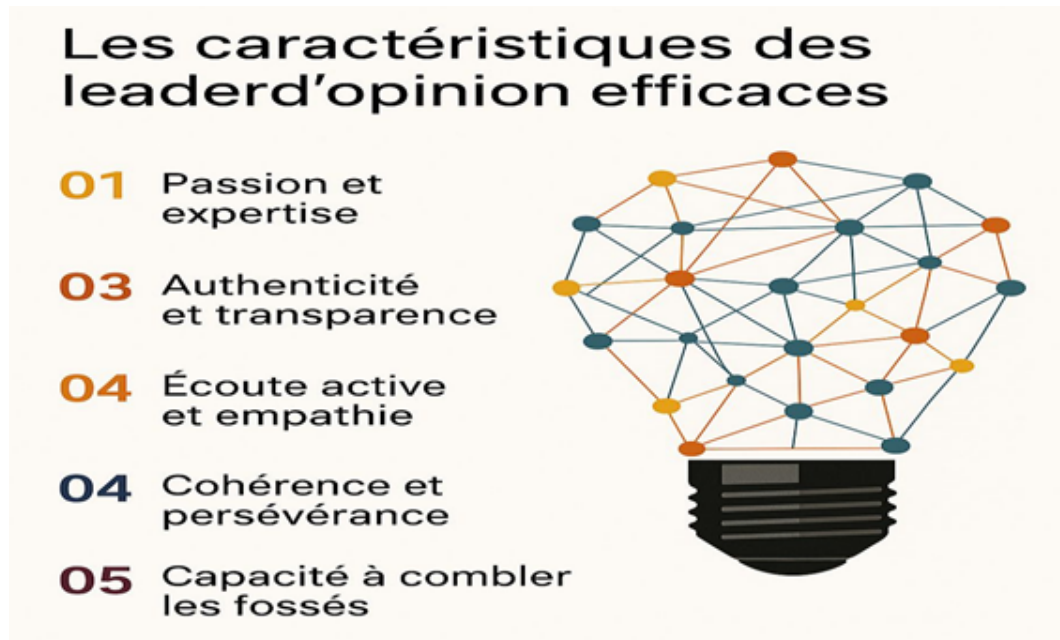 Les caractéristiques des
leaderd'opinion efficaces
01 Passion et
expertise
03 Authenticité
et transparence
04 Écoute active
et empathie
04 Cohérence et
persévérance
05 Capacité à combler
les fossés